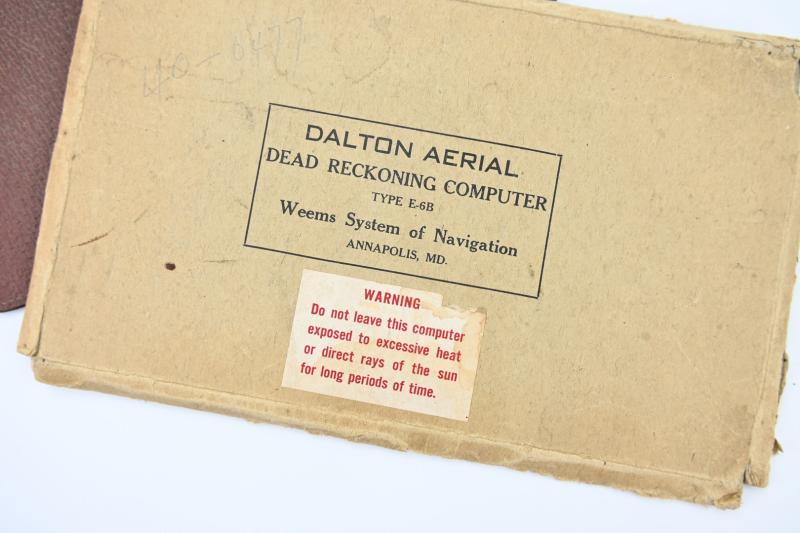 40-0477
DALTON AERIAL
DEAD RECKONING COMPUTER
TYPE E-6B
Weems System of Navigation
ANNAPOLIS, MD.
WARNING
Do not leave this computer
exposed to excessive heat
or direct rays of the sun
for long periods of time.